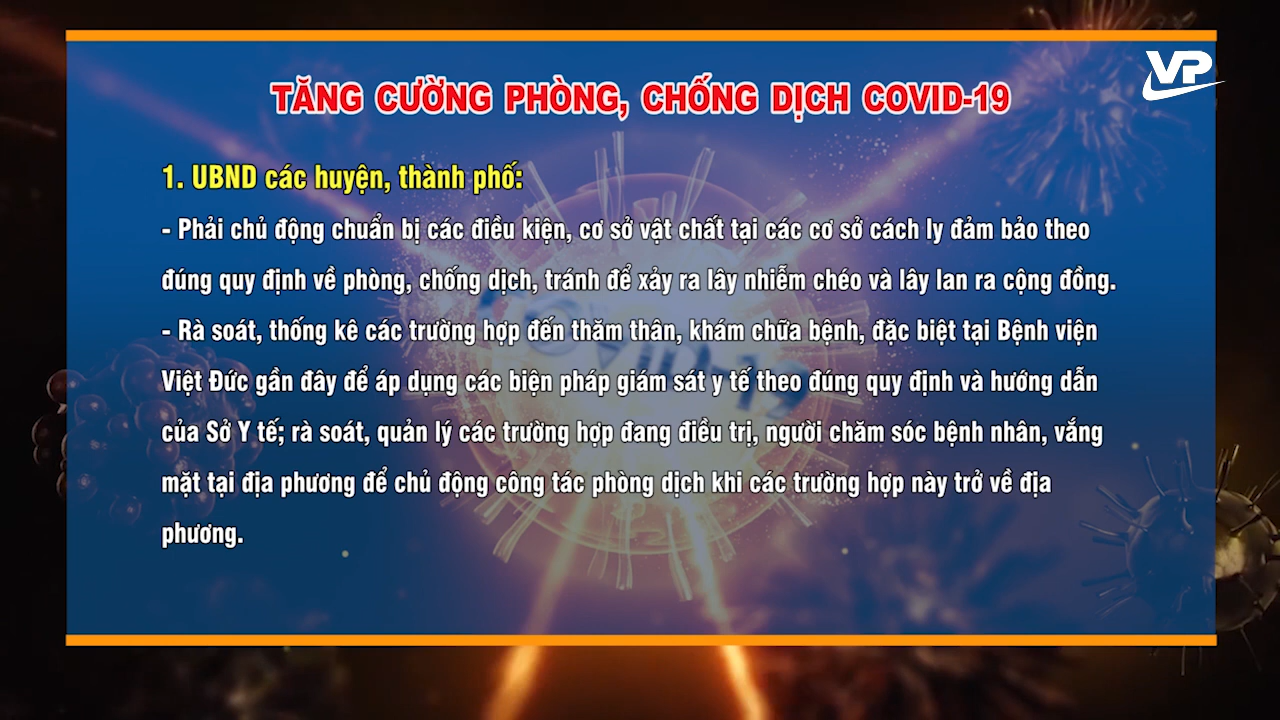 VP
TĂNG CƯỜNG PHÒNG, CHỐNG DỊCH COVID-19
1. UBND các huyện, thành phố:
- Phải chủ động chuẩn bị các điều kiện, cơ sở vật chất tại các cơ sở cách ly đảm bảo theo
đúng quy định về phòng, chống dịch, tránh để xảy ra lây nhiễm chéo và lây lan ra cộng đồng.
- Rà soát, thống kê các trường hợp đến thăm thân, khám chữa bệnh, đặc biệt tại Bệnh viện
Việt Đức gần đây để áp dụng các biện pháp giám sát y tế theo đúng quy định và hướng dẫn
của Sở Y tế; rà soát, quản lý các trường hợp đang điều trị, người chăm sóc bệnh nhân, vắng
mặt tại địa phương để chủ động công tác phòng dịch khi các trường hợp này trở về địa
phương.